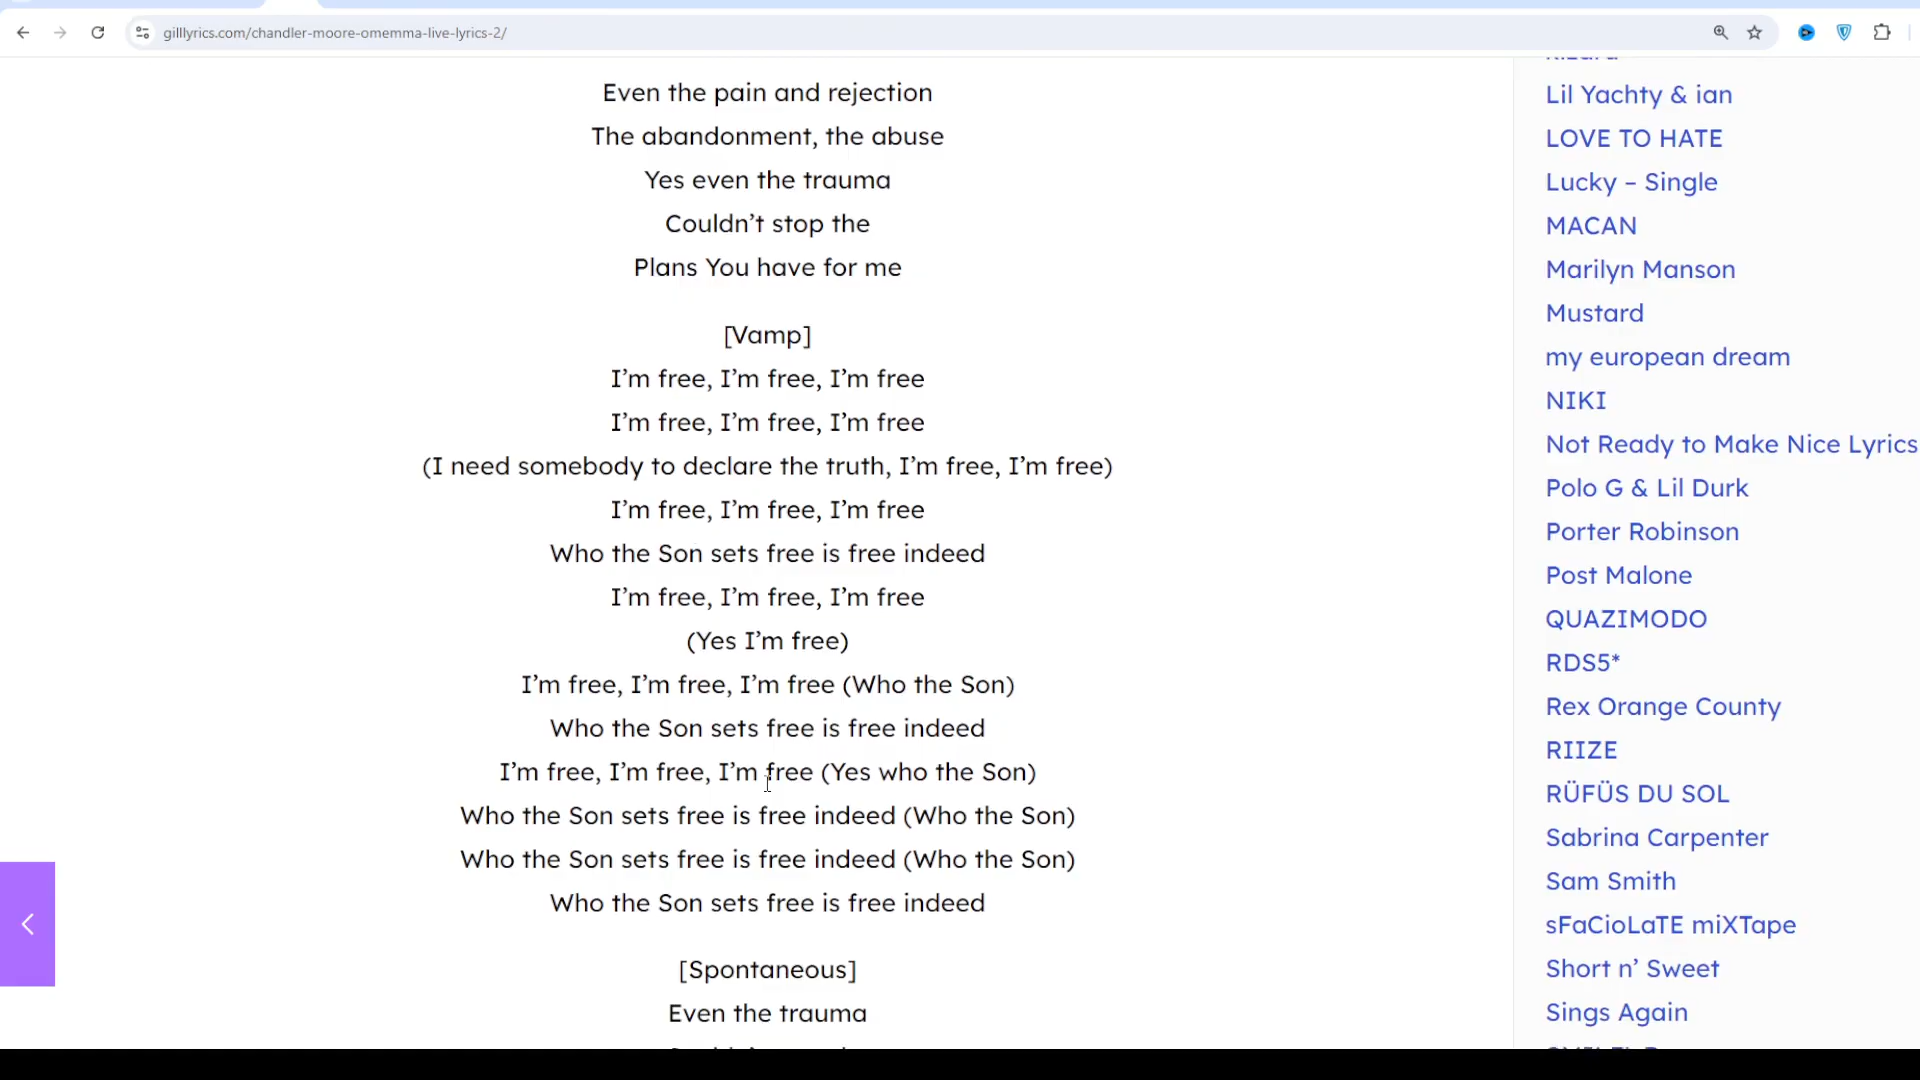 gilllyrics.com/chandler-moore-omemma-live-lyrics-2/
Even the pain and rejection
The abandonment, the abuse
Yes even the trauma
Couldn’t stop the
Plans You have for me
[Vamp]
I’m free, I’m free, I’m free
I’m free, I’m free, I’m free
(I need somebody to declare the truth, I’m free, I’m free)
I’m free, I’m free, I’m free
Who the Son sets free is free indeed
I’m free, I’m free, I’m free
(Yes I’m free)
I’m free, I’m free, I’m free (Who the Son)
Who the Son sets free is free indeed
I’m free, I’m free, I’m free (Yes who the Son)
Who the Son sets free is free indeed (Who the Son)
Who the Son sets free is free indeed (Who the Son)
Who the Son sets free is free indeed
[Spontaneous]
Even the trauma
Lil Yachty & ian
LOVE TO HATE
Lucky – Single
MACAN
Marilyn Manson
Mustard
my european dream
NIKI
Not Ready to Make Nice Lyrics
Polo G & Lil Durk
Porter Robinson
Post Malone
QUAZIMODO
RDS5*
Rex Orange County
RIIZE
RÜFÜS DU SOL
Sabrina Carpenter
Sam Smith
sFaCioLaTE miXTape
Short n’ Sweet
Sings Again